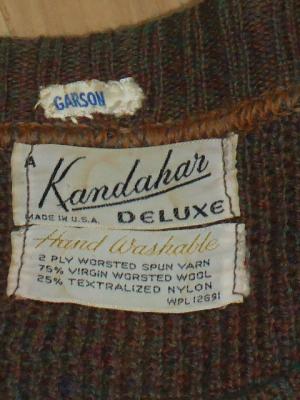 GARSON
A
Kandahar
MADE IN U.S.A. DELUXE
Hand Washable
2 PLY WORSTED SPUN YARN
75% VIRGIN WORSTED WOOL
25% TEXTRALIZED NYLON
WPL 12691